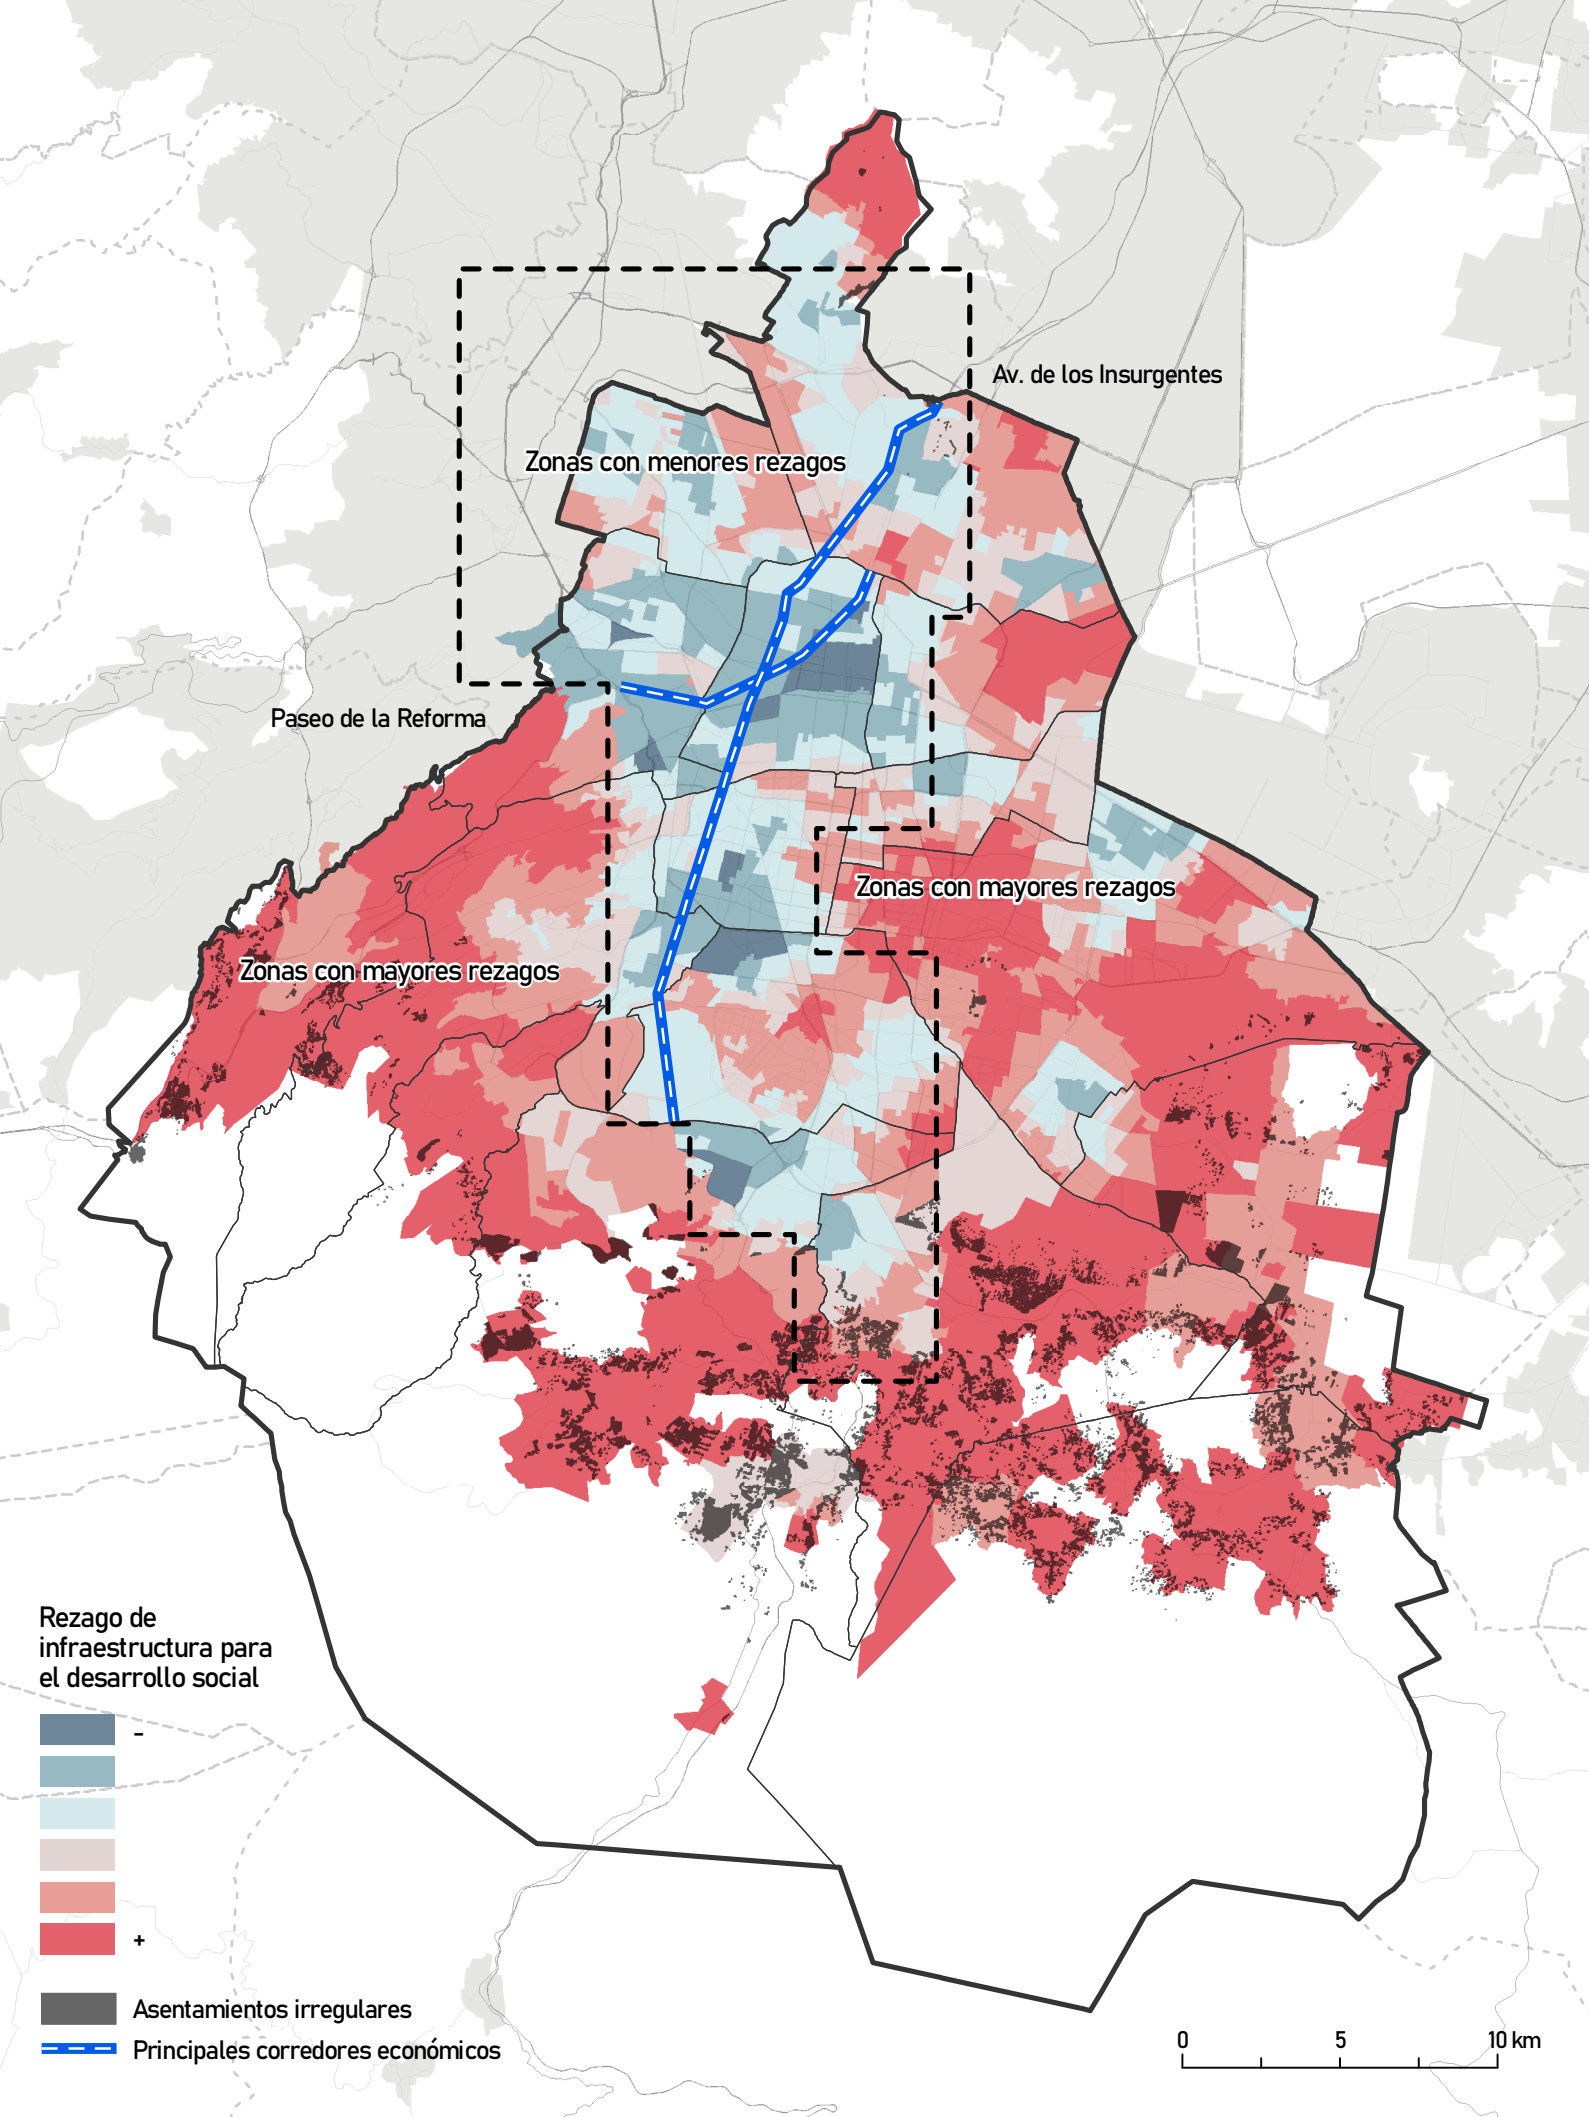 Av. de los Insurgentes
Zonas con menores rezagos
Paseo de la Reforma
Zonas con mayores rezagos
Zonas con mayores rezagos
Rezago de
infraestructura para
el desarrollo social
-
+
Asentamientos irregulares
Principales corredores económicos
0 5 10 km